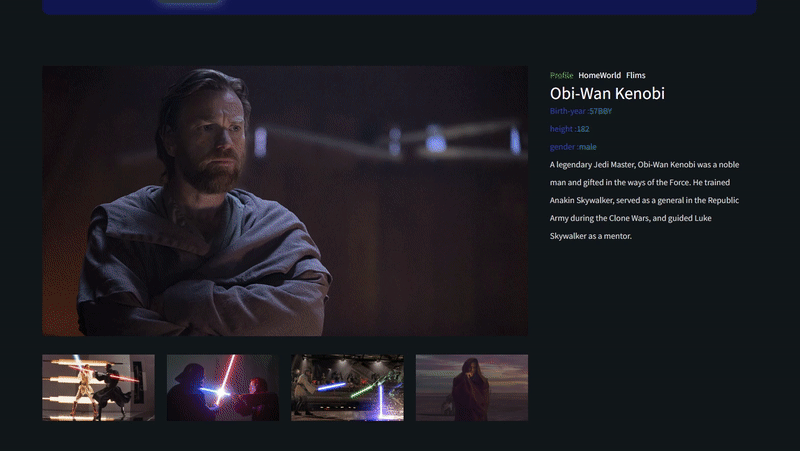 Profile HomeWorld Flims
Obi-Wan Kenobi
Birth-year :57BBY
height :182
gender :male
A legendary Jedi Master, Obi-Wan Kenobi was a noble
man and gifted in the ways of the Force. He trained
Anakin Skywalker, served as a general in the Republic
Army during the Clone Wars, and guided Luke
Skywalker as a mentor.